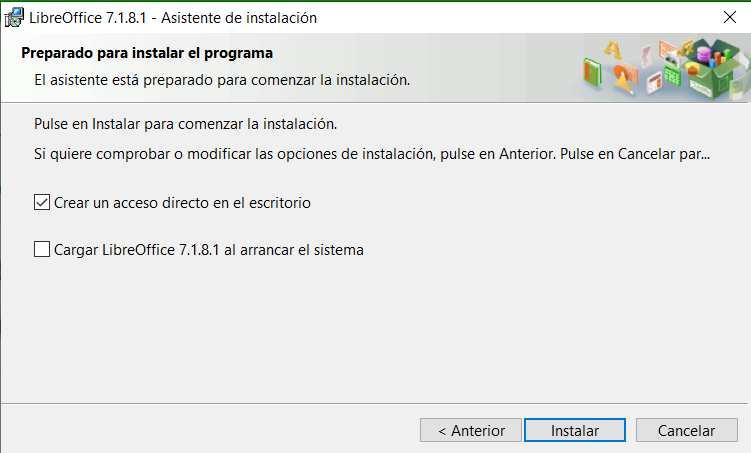 LibreOffice 7.1.8.1 - Asistente de instalación
Preparado para instalar el programa
El asistente está preparado para comenzar la instalación.
Pulse en Instalar para comenzar la instalación.
Si quiere comprobar o modificar las opciones de instalación, pulse en Anterior. Pulse en Cancelar par...
Crear un acceso directo en el escritorio
Cargar LibreOffice 7.1.8.1 al arrancar el sistema
< Anterior
Instalar
Cancelar